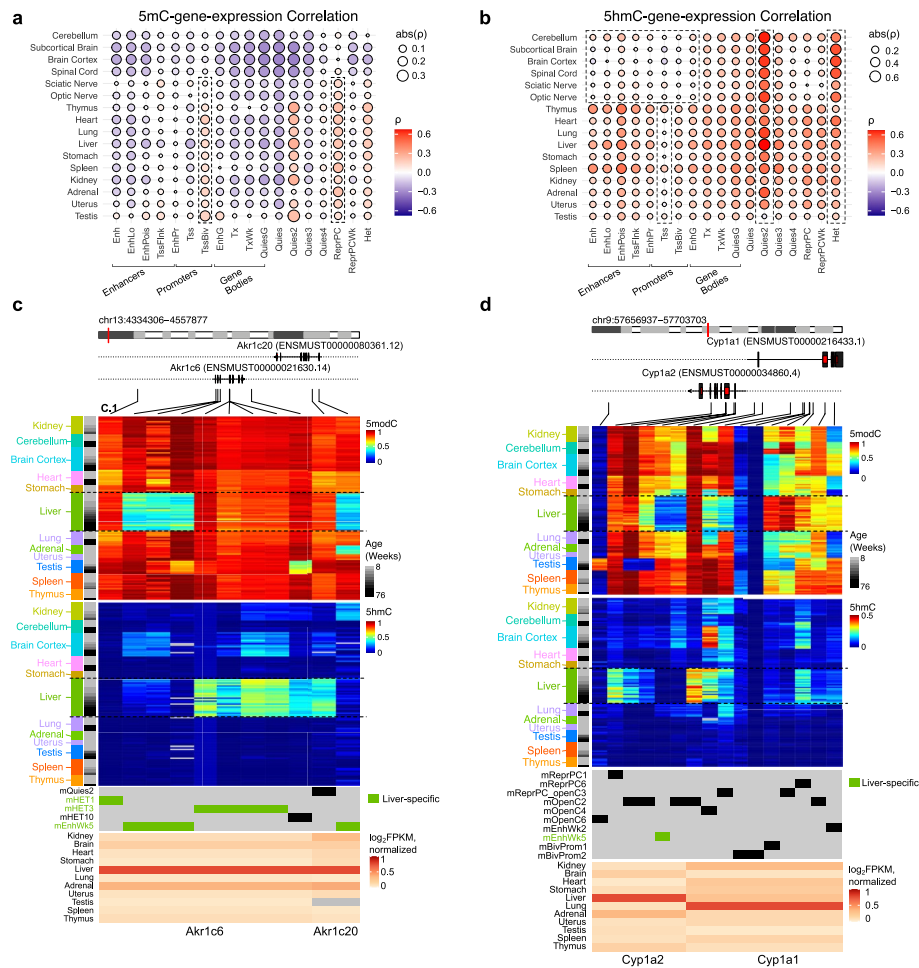 a
5mC-gene-expression Correlation
Cerebellum
Subcortical Brain
Brain Cortex
Spinal Cord
Sciatic Nerve
Optic Nerve
Thymus
Heart
Lung
Liver
Stomach
Spleen
Kidney
Adrenal
Uterus
Testis
Enh
EnhLo
EnhPois
TssFlnk
EnhPr
Tss
TssBiv
EnhG
Tx
TxWk
QuiesG
Quies
Quies2
Quies3
Quies4
ReprPC
ReprPCWk
Het
Enhancers
Promoters
Gene
Bodies
abs(ρ)
0.1
0.2
0.3
ρ
0.6
0.3
0.0
−0.3
−0.6
b
5hmC-gene-expression Correlation
Cerebellum
Subcortical Brain
Brain Cortex
Spinal Cord
Sciatic Nerve
Optic Nerve
Thymus
Heart
Lung
Liver
Stomach
Spleen
Kidney
Adrenal
Uterus
Testis
Enh
EnhLo
EnhPois
TssFlnk
EnhPr
Tss
TssBiv
EnhG
Tx
TxWk
QuiesG
Quies
Quies2
Quies3
Quies4
ReprPC
ReprPCWk
Het
Enhancers
Promoters
Gene
Bodies
abs(ρ)
0.2
0.4
0.6
ρ
0.6
0.3
0.0
−0.3
−0.6
c
chr13:4334306−4557877
Akr1c20 (ENSMUST00000080361.12)
Akr1c6 (ENSMUST00000021630.14)
C.1
Kidney
Cerebellum
Brain Cortex
Heart
Stomach
Liver
Lung
Adrenal
Uterus
Testis
Spleen
Thymus
5modC
1
0.5
0
Age
(Weeks)
8
76
Kidney
Cerebellum
Brain Cortex
Heart
Stomach
Liver
Lung
Adrenal
Uterus
Testis
Spleen
Thymus
5hmC
1
0.5
0
mQuies2
mHET1
mHET3
mHET10
mEnhWk5
Liver-specific
Kidney
Brain
Heart
Stomach
Liver
Lung
Adrenal
Uterus
Testis
Spleen
Thymus
log2FPKM,
normalized
1
0.5
0
Akr1c6
Akr1c20
d
chr9:57656937−57703703
Cyp1a1 (ENSMUST00000216433.1)
Cyp1a2 (ENSMUST00000034860,4)
Kidney
Cerebellum
Brain Cortex
Heart
Stomach
Liver
Lung
Adrenal
Uterus
Testis
Spleen
Thymus
5modC
1
0.5
0
Age
(Weeks)
8
76
Kidney
Cerebellum
Brain Cortex
Heart
Stomach
Liver
Lung
Adrenal
Uterus
Testis
Spleen
Thymus
5hmC
1
0.5
0
mReprPC1
mReprPC6
mReprPC_openC3
mOpenC2
mOpenC4
mOpenC6
mEnhWk2
mEnhWk5
mBivProm1
mBivProm2
Liver-specific
Kidney
Brain
Heart
Stomach
Liver
Lung
Adrenal
Uterus
Testis
Spleen
Thymus
log2FPKM,
normalized
1
0.5
0
Cyp1a2
Cyp1a1